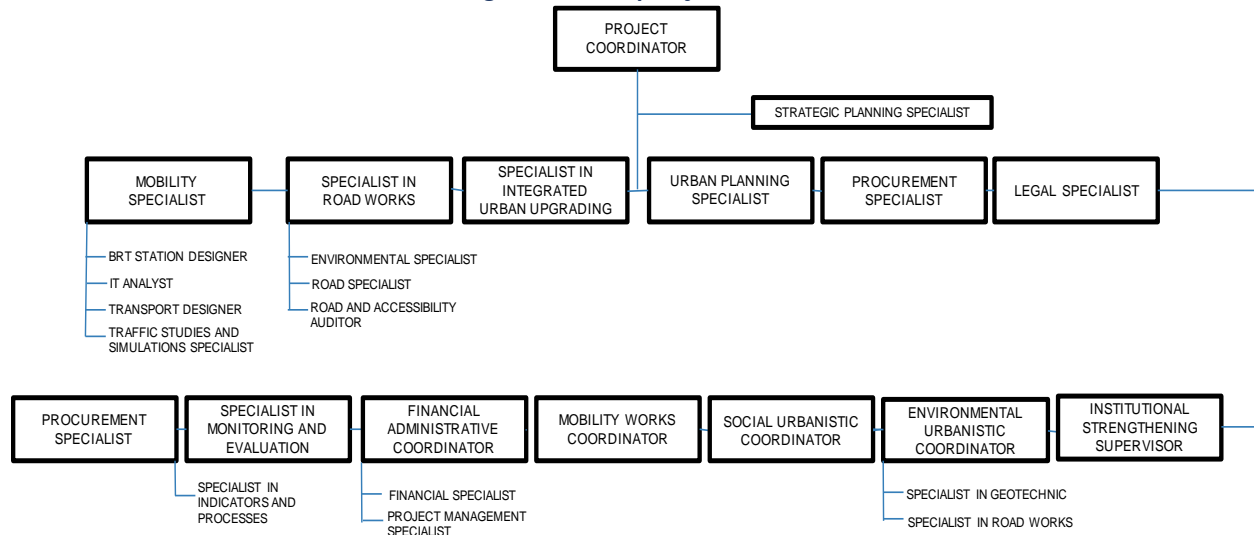 PROJECT
COORDINATOR
STRATEGIC PLANNING SPECIALIST
MOBILITY
SPECIALIST
SPECIALIST IN
ROAD WORKS
SPECIALIST IN
INTEGRATED
URBAN UPGRADING
URBAN PLANNING
SPECIALIST
PROCUREMENT
SPECIALIST
LEGAL SPECIALIST
BRT STATION DESIGNER
IT ANALYST
TRANSPORT DESIGNER
TRAFFIC STUDIES AND
SIMULATIONS SPECIALIST
ENVIRONMENTAL SPECIALIST
ROAD SPECIALIST
ROAD AND ACCESSIBILITY
AUDITOR
PROCUREMENT
SPECIALIST
SPECIALIST IN
MONITORING AND
EVALUATION
FINANCIAL
ADMINISTRATIVE
COORDINATOR
MOBILITY WORKS
COORDINATOR
SOCIAL URBANISTIC
COORDINATOR
ENVIRONMENTAL
URBANISTIC
COORDINATOR
INSTITUTIONAL
STRENGTHENING
SUPERVISOR
SPECIALIST IN
INDICATORS AND
PROCESSES
FINANCIAL SPECIALIST
PROJECT MANAGEMENT
SPECIALIST
SPECIALIST IN GEOTECHNIC
SPECIALIST IN ROAD WORKS